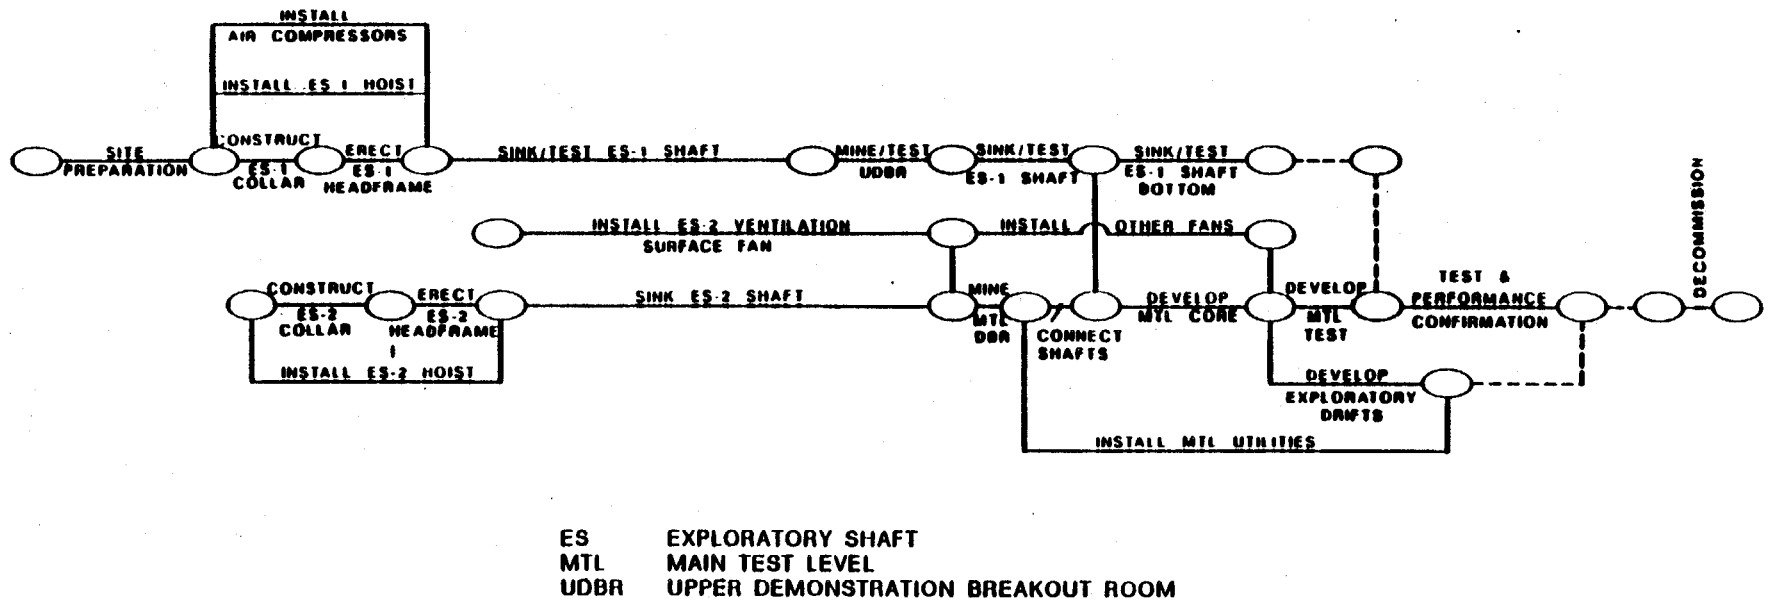 INSTALL
AIR COMPRESSORS
INSTALL ES-1 HOIST
SITE
PREPARATION
CONSTRUCT
ES-1
COLLAR
ERECT
ES-1
HEADFRAME
SINK/TEST ES-1 SHAFT
MINE/TEST
UDBR
SINK/TEST
ES-1 SHAFT
SINK/TEST
ES-1 SHAFT
BOTTOM
INSTALL ES-2 VENTILATION
SURFACE FAN
INSTALL OTHER FANS
DECOMMISSION
CONSTRUCT
ES-2
COLLAR
ERECT
ES-2
HEADFRAME
INSTALL ES-2 HOIST
SINK ES-2 SHAFT
MINE
MTL
DBR
CONNECT
SHAFTS
DEVELOP
MTL CORE
DEVELOP
MTL
TEST
TEST &
PERFORMANCE
CONFIRMATION
DEVELOP
EXPLORATORY
DRIFTS
INSTALL MTL UTILITIES
ES EXPLORATORY SHAFT
MTL MAIN TEST LEVEL
UDBR UPPER DEMONSTRATION BREAKOUT ROOM